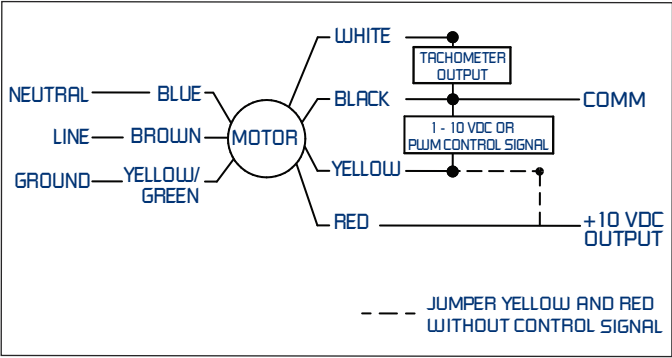 WHITE
TACHOMETER
OUTPUT
NEUTRAL BLUE
BLACK COMM
LINE BROWN MOTOR
1 - 10 VDC OR
PWM CONTROL SIGNAL
GROUND YELLOW/
GREEN
YELLOW
RED +10 VDC
OUTPUT
JUMPER YELLOW AND RED
WITHOUT CONTROL SIGNAL